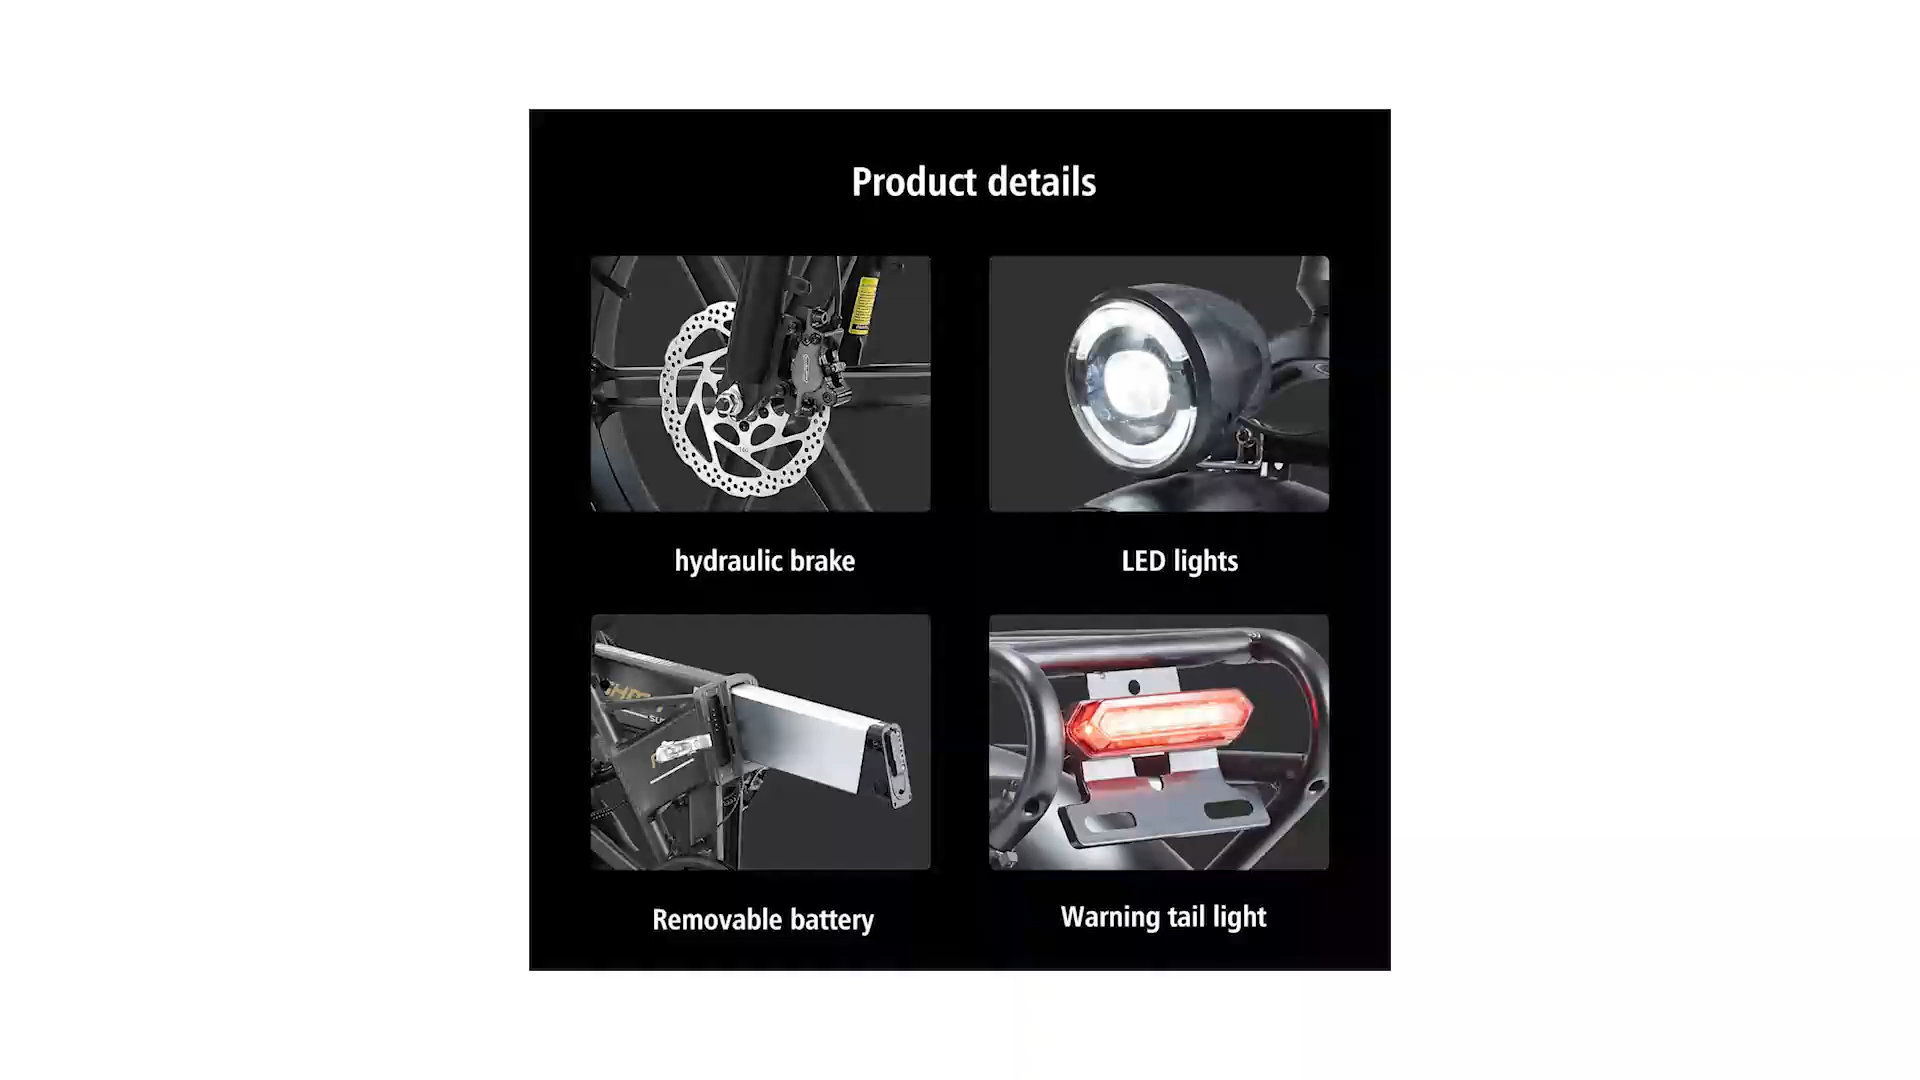 Product details
hydraulic brake
LED lights
Removable battery
Warning tail light